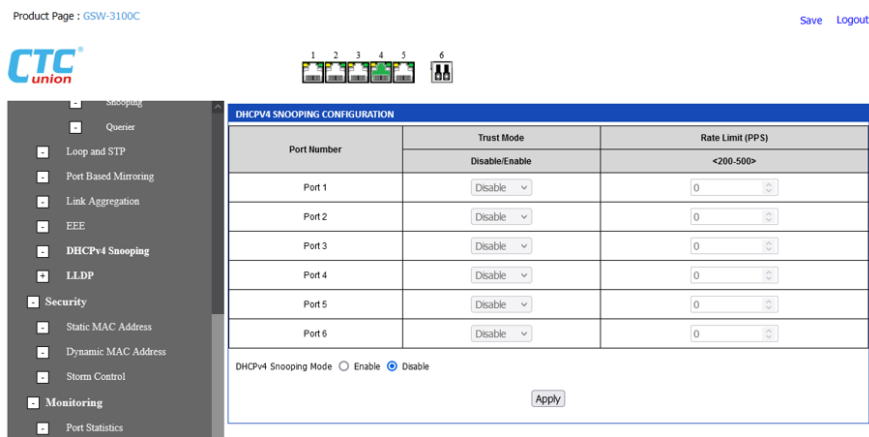 Product Page : GSW-3100C
Save Logout
CTC union
1 2 3 4 5 6
Snooping
Querier
Loop and STP
Port Based Mirroring
Link Aggregation
EEE
DHCPv4 Snooping
LLDP
Security
Static MAC Address
Dynamic MAC Address
Storm Control
Monitoring
Port Statistics
DHCPV4 SNOOPING CONFIGURATION
Port Number Trust Mode Rate Limit (PPS)
Disable/Enable <200-500>
Port 1 Disable 0
Port 2 Disable 0
Port 3 Disable 0
Port 4 Disable 0
Port 5 Disable 0
Port 6 Disable 0
DHCPv4 Snooping Mode Enable Disable
Apply